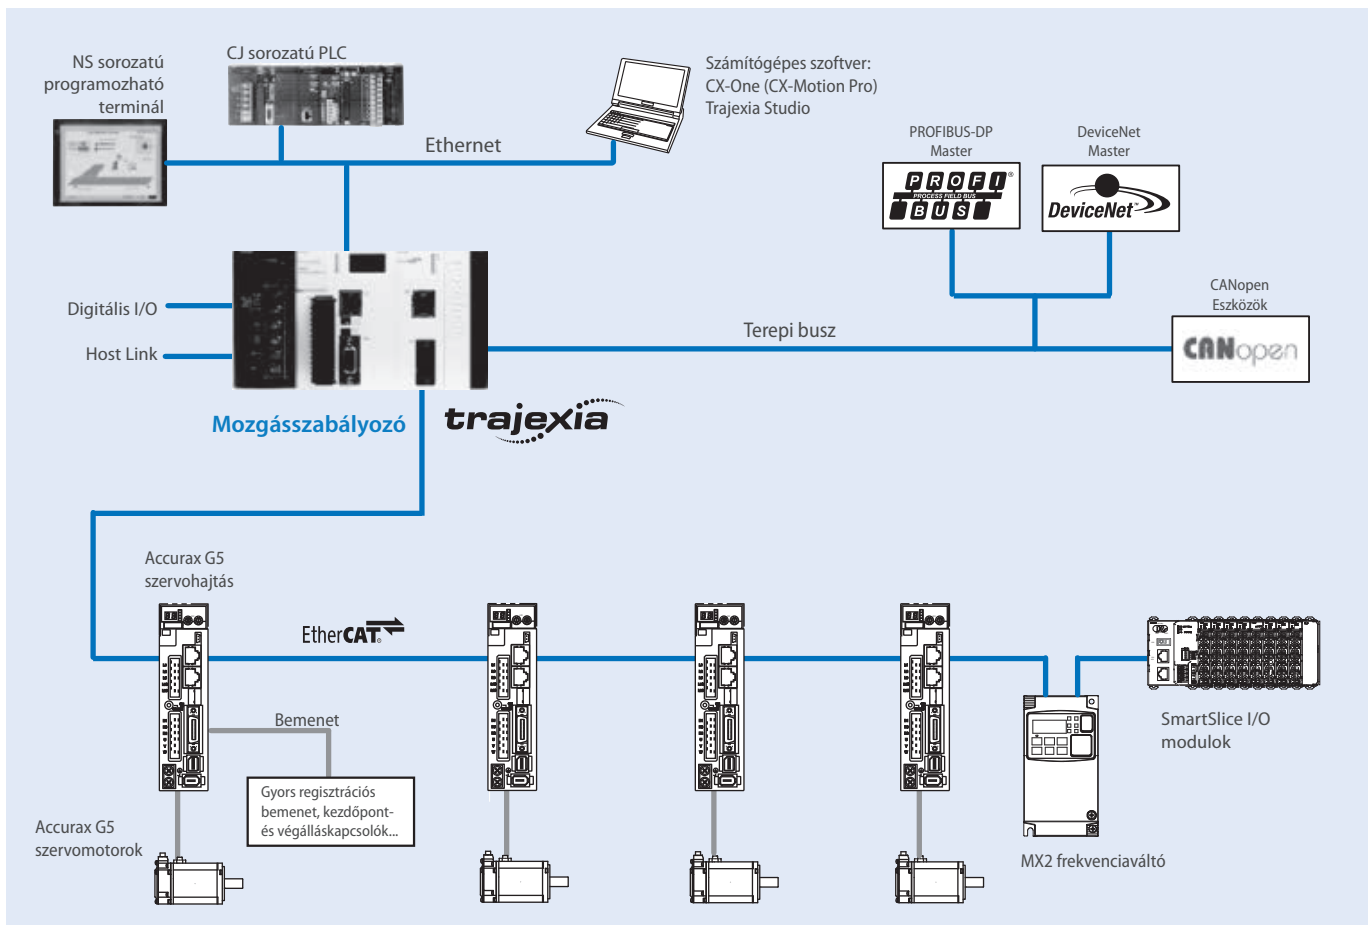 NS sorozatú
programozható
terminál
CJ sorozatú PLC
Ethernet
Számítógépes szoftver:
CX-One (CX-Motion Pro)
Trajexia Studio
PROFIBUS-DP
Master
PROFI®
PROCESS FIELD BUS
BUS
DeviceNet
Master
DeviceNet™
Digitális I/O
Host Link
Terepi busz
CANopen
Eszközök
CANopen
Mozgásszabályozó
trajexia
Accurax G5
szervohajtás
EtherCAT®
Bemenet
Gyors regisztrációs
bemenet, kezdőpont-
és végálláskapcsolók...
Accurax G5
szervomotorok
MX2 frekvenciaváltó
SmartSlice I/O
modulok